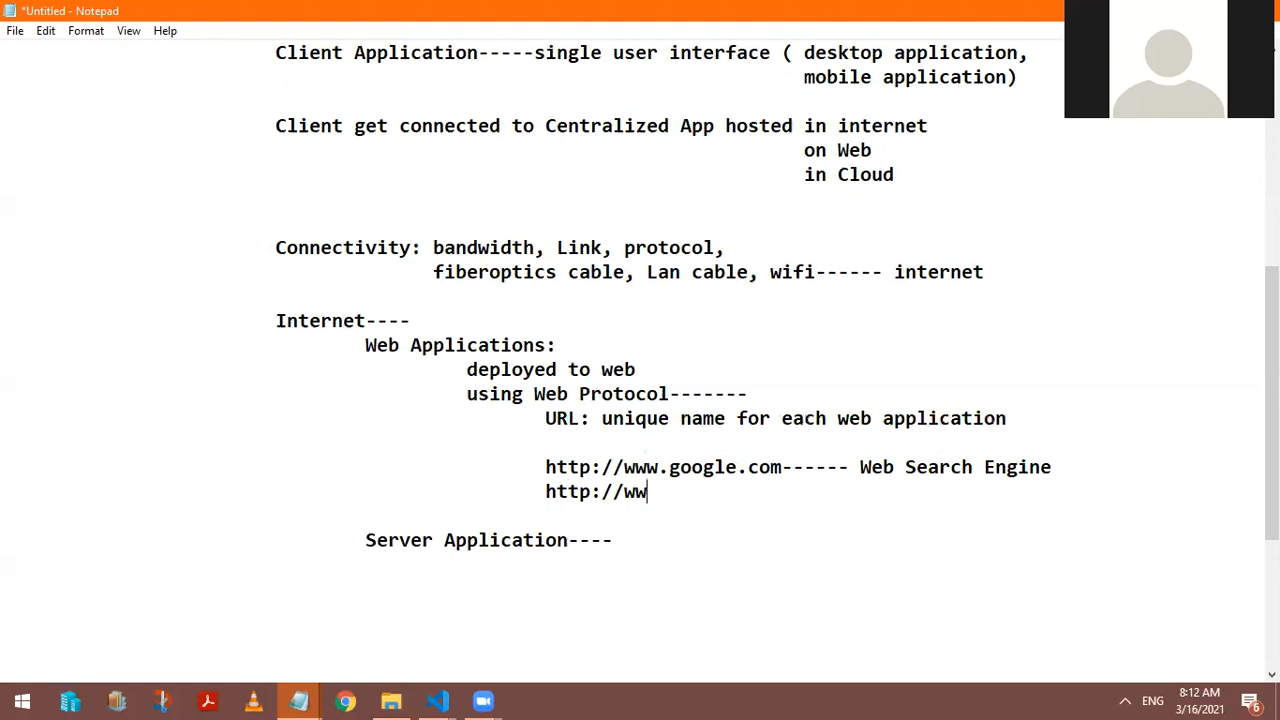 *Untitled - Notepad
File Edit Format View Help
Client Application-----single user interface ( desktop application,
mobile application)
Client get connected to Centralized App hosted in internet
on Web
in Cloud
Connectivity: bandwidth, Link, protocol,
fiberoptics cable, Lan cable, wifi------ internet
Internet----
Web Applications:
deployed to web
using Web Protocol-------
URL: unique name for each web application
http://www.google.com------ Web Search Engine
http://ww
Server Application----
ENG
8:12 AM
3/16/2021
6